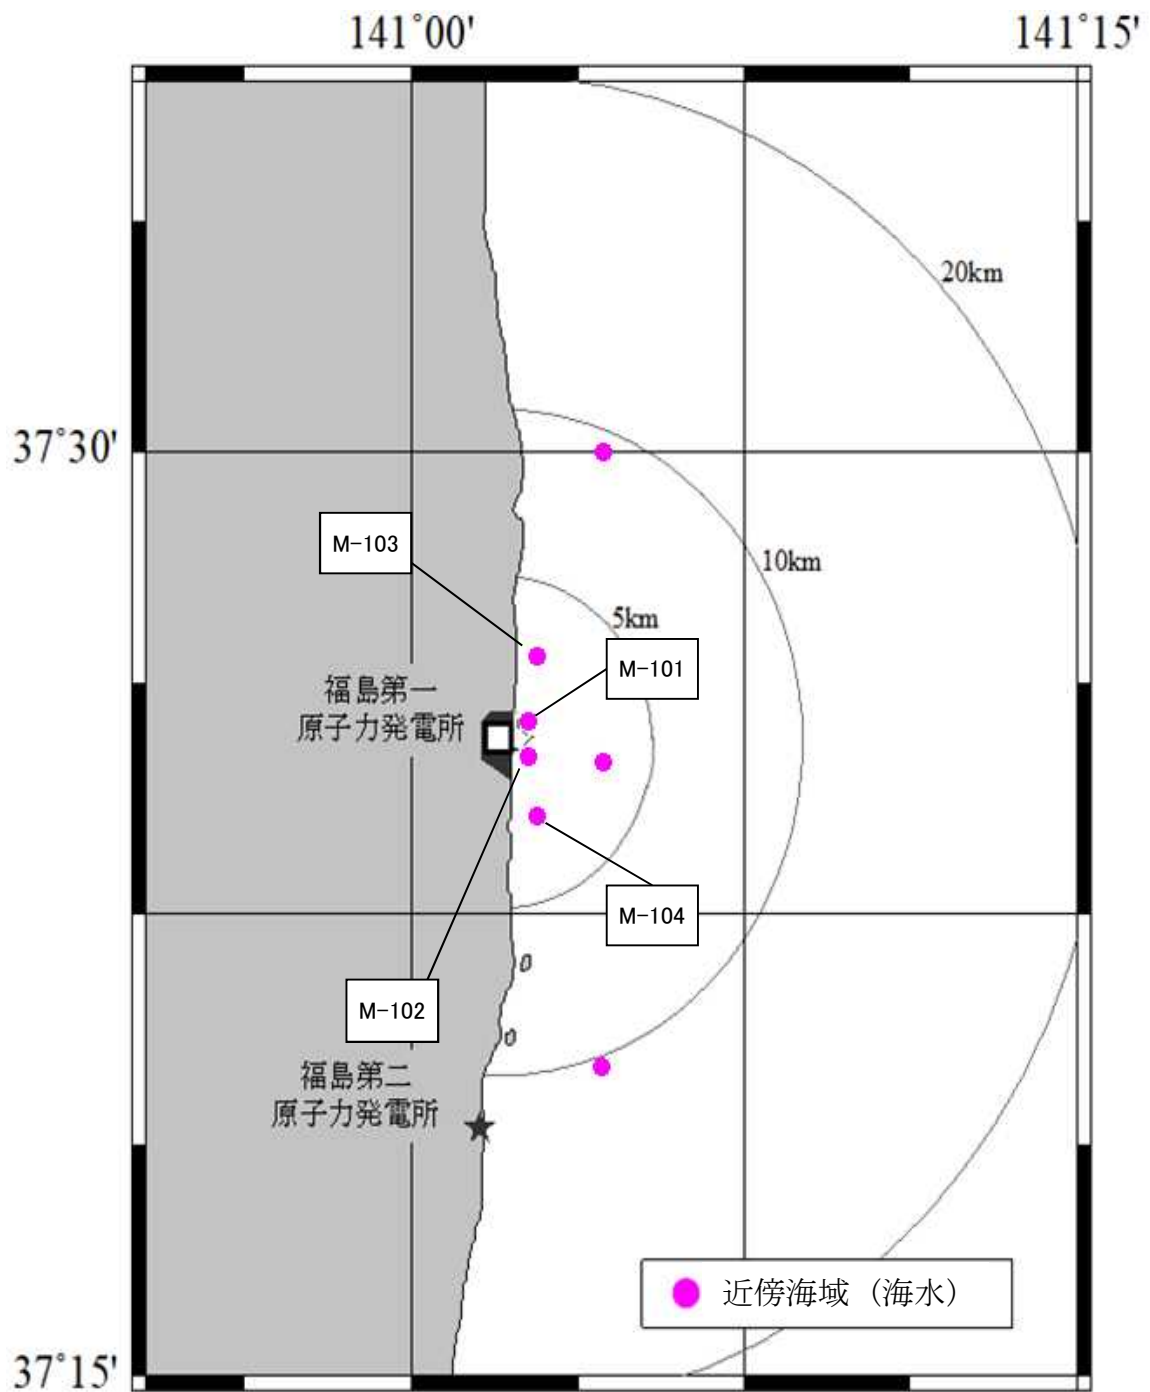 141°00'
141°15'
20km
37°30'
M-103
10km
5km
M-101
福島第一
原子力発電所
M-104
M-102
福島第二
原子力発電所
近傍海域（海水）
37°15'